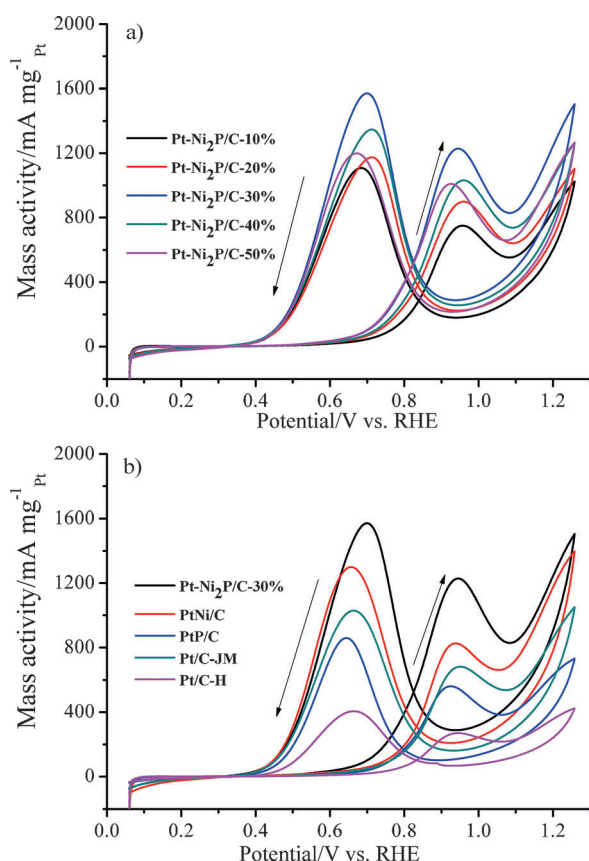 a)
Mass activity/mA mg⁻¹ Pt
2000
1600
1200
800
400
0
Pt-Ni₂P/C-10%
Pt-Ni₂P/C-20%
Pt-Ni₂P/C-30%
Pt-Ni₂P/C-40%
Pt-Ni₂P/C-50%
0.0 0.2 0.4 0.6 0.8 1.0 1.2
Potential/V vs. RHE
b)
Mass activity/mA mg⁻¹ Pt
2000
1600
1200
800
400
0
Pt-Ni₂P/C-30%
PtNi/C
PtP/C
Pt/C-JM
Pt/C-H
0.0 0.2 0.4 0.6 0.8 1.0 1.2
Potential/V vs. RHE